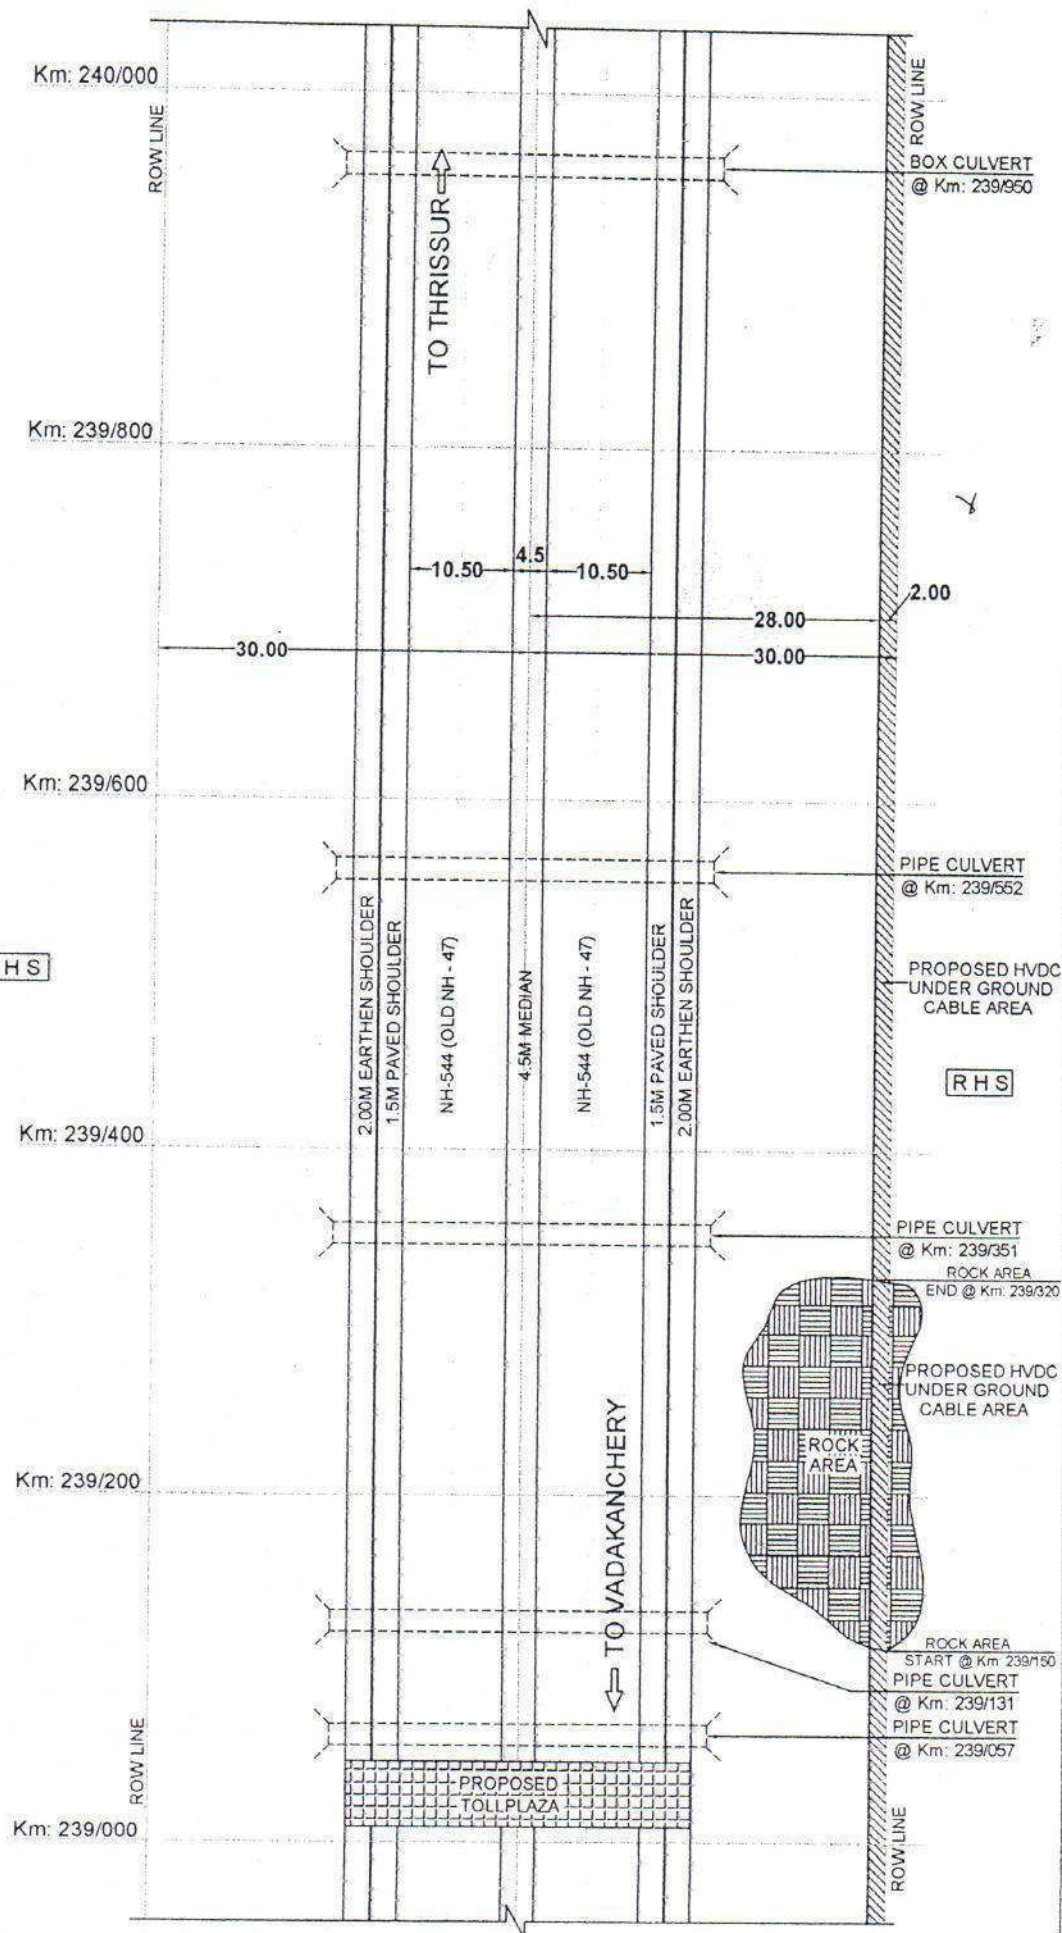 Km: 240/000
ROW LINE
ROW LINE
BOX CULVERT
@ Km: 239/950
TO THRISSUR
Km: 239/800
4.5
10.50
10.50
2.00
28.00
30.00
30.00
Km: 239/600
PIPE CULVERT
@ Km: 239/552
2.00M EARTHEN SHOULDER
1.5M PAVED SHOULDER
NH-544 (OLD NH - 47)
4.5M MEDIAN
NH-544 (OLD NH - 47)
1.5M PAVED SHOULDER
2.00M EARTHEN SHOULDER
HS
PROPOSED HVDC
UNDER GROUND
CABLE AREA
RHS
Km: 239/400
PIPE CULVERT
@ Km: 239/351
ROCK AREA
END @ Km: 239/320
PROPOSED HVDC
UNDER GROUND
CABLE AREA
ROCK
AREA
Km: 239/200
TO VADAKANCHERY
ROCK AREA
START @ Km 239/150
PIPE CULVERT
@ Km: 239/131
PIPE CULVERT
@ Km: 239/057
ROW LINE
PROPOSED
TOLLPLAZA
Km: 239/000
ROW LINE